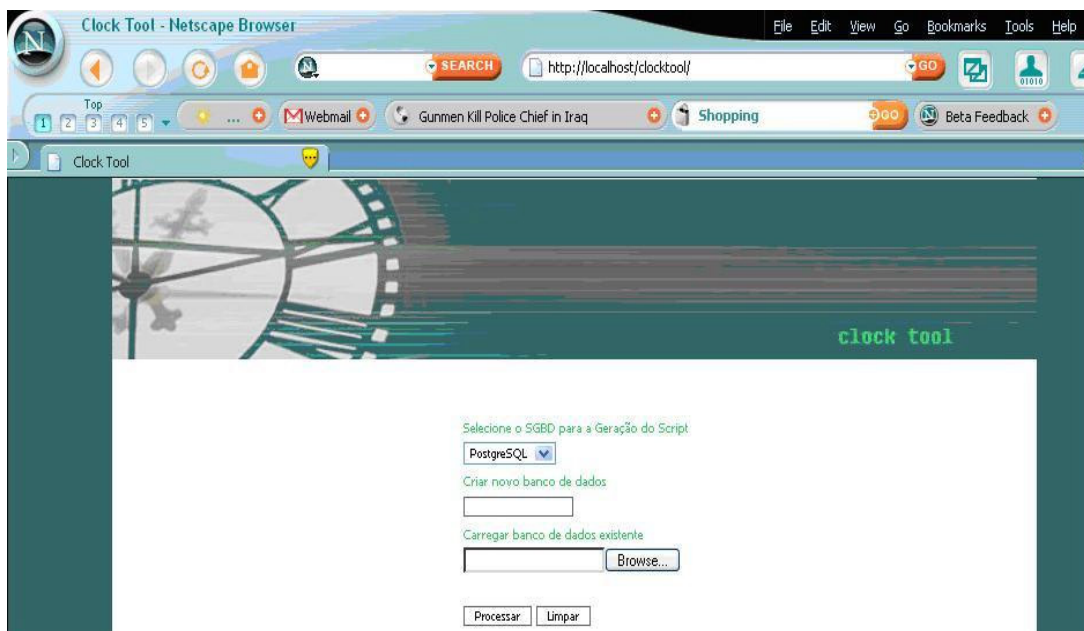 Clock Tool - Netscape Browser
File Edit View Go Bookmarks Tools Help
N
N SEARCH http://localhost/clocktool/ GO
01010
Top
1 2 3 4 5 ... Webmail Gunmen Kill Police Chief in Iraq Shopping GO N Beta Feedback
Clock Tool
clock tool
Selecione o SGBD para a Geração do Script
PostgreSQL
Criar novo banco de dados
Carregar banco de dados existente
Browse...
Processar Limpar